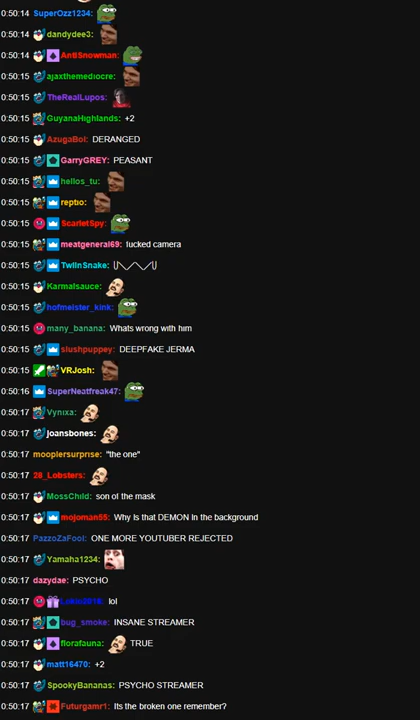 0:50:14 SuperOzz1234:
0:50:14 dandydee3:
0:50:14 AntiSnowman:
0:50:15 ajaxthemediocre:
0:50:15 TheRealLupos:
0:50:15 GuyanaHighlands: +2
0:50:15 AzugaBoi: DERANGED
0:50:15 GarryGREY: PEASANT
0:50:15 hellos_tu:
0:50:15 reptio:
0:50:15 ScarletSpy:
0:50:15 meatgeneral69: fucked camera
0:50:15 TwiinSnake:
0:50:15 Karmalsauce:
0:50:15 hofmeister_kink:
0:50:15 many_banana: Whats wrong with him
0:50:15 slushpuppey: DEEPFAKE JERMA
0:50:15 VRJosh:
0:50:16 SuperNeatfreak47:
0:50:17 Vynixa:
0:50:17 joansbones:
0:50:17 mooplersurprise: "the one"
0:50:17 28_Lobsters:
0:50:17 MossChild: son of the mask
0:50:17 mojoman55: Why is that DEMON in the background
0:50:17 PazzoZaFool: ONE MORE YOUTUBER REJECTED
0:50:17 Yamaha1234:
0:50:17 dazydae: PSYCHO
0:50:17 lol
0:50:17 bug_smoke: INSANE STREAMER
0:50:17 florafauna: TRUE
0:50:17 matt16470: +2
0:50:17 SpookyBananas: PSYCHO STREAMER
0:50:17 Futurgamr1: Its the broken one remember?